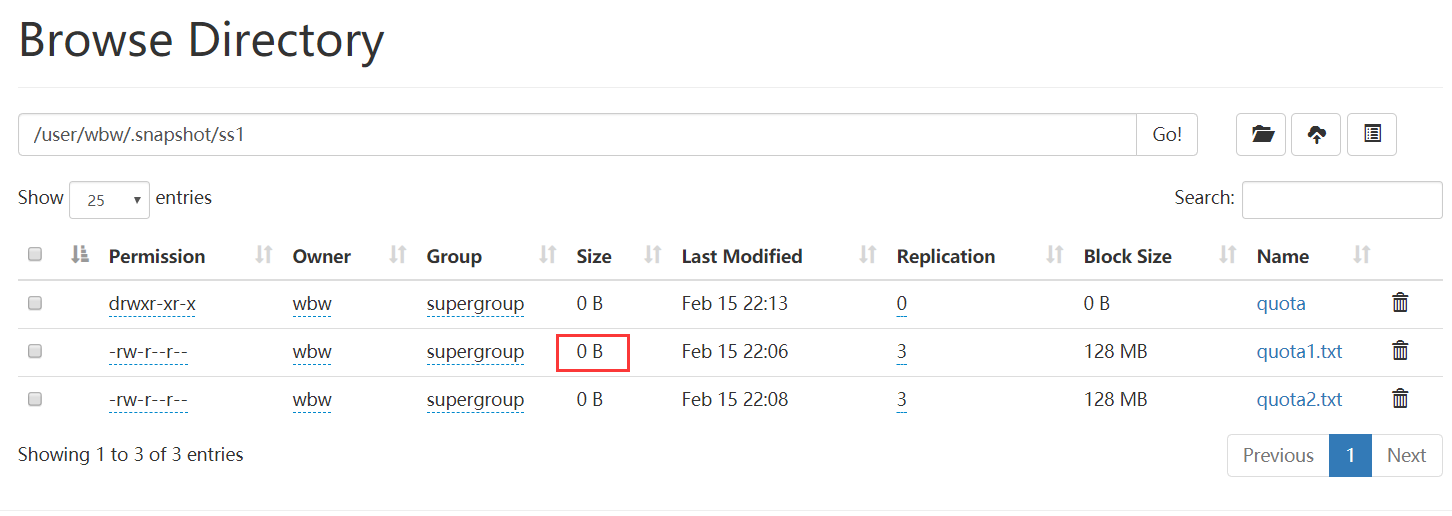 Browse Directory
/user/wbw/.snapshot/ss1 Go!
Show 25 entries Search:
Permission Owner Group Size Last Modified Replication Block Size Name
drwxr-xr-x wbw supergroup 0 B Feb 15 22:13 0 0 B quota
-rw-r--r-- wbw supergroup 0 B Feb 15 22:06 3 128 MB quota1.txt
-rw-r--r-- wbw supergroup 0 B Feb 15 22:08 3 128 MB quota2.txt
Showing 1 to 3 of 3 entries Previous 1 Next